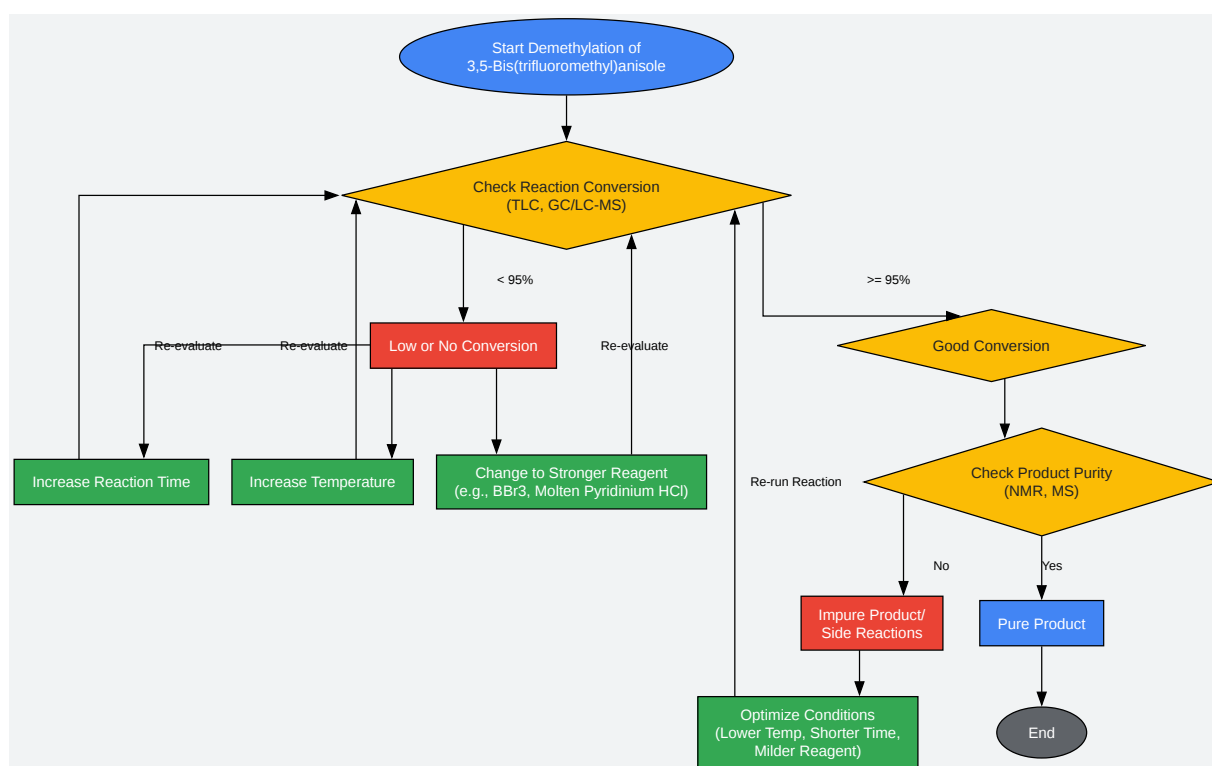 Start Demethylation of
3,5-Bis(trifluoromethyl)anisole
Check Reaction Conversion
(TLC, GC/LC-MS)
< 95%
>= 95%
Re-evaluate
Re-evaluate
Low or No Conversion
Re-evaluate
Good Conversion
Increase Reaction Time
Increase Temperature
Change to Stronger Reagent
(e.g., BBr3, Molten Pyridinium HCl)
Re-run Reaction
Check Product Purity
(NMR, MS)
No
Yes
Impure Product/
Side Reactions
Pure Product
Optimize Conditions
(Lower Temp, Shorter Time,
Milder Reagent)
End